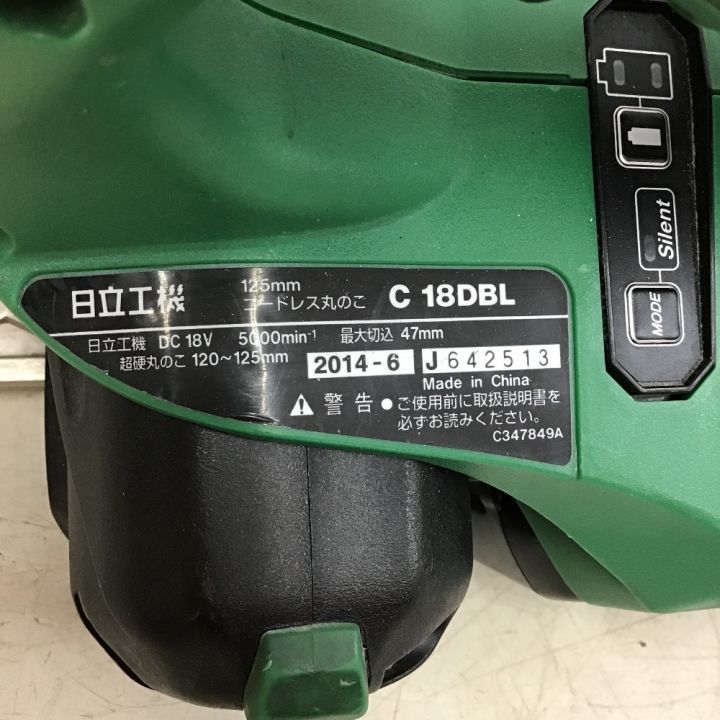 Silent
MODE
日立工機
125mm
コードレス丸のこ
C 18DBL
日立工機 DC 18V 5000min⁻¹ 最大切込 47mm
超硬丸のこ 120～125mm
2014-6
J642513
Made in China
⚠ 警告 ●ご使用前に取扱説明書を
必ずお読みください。
C347849A